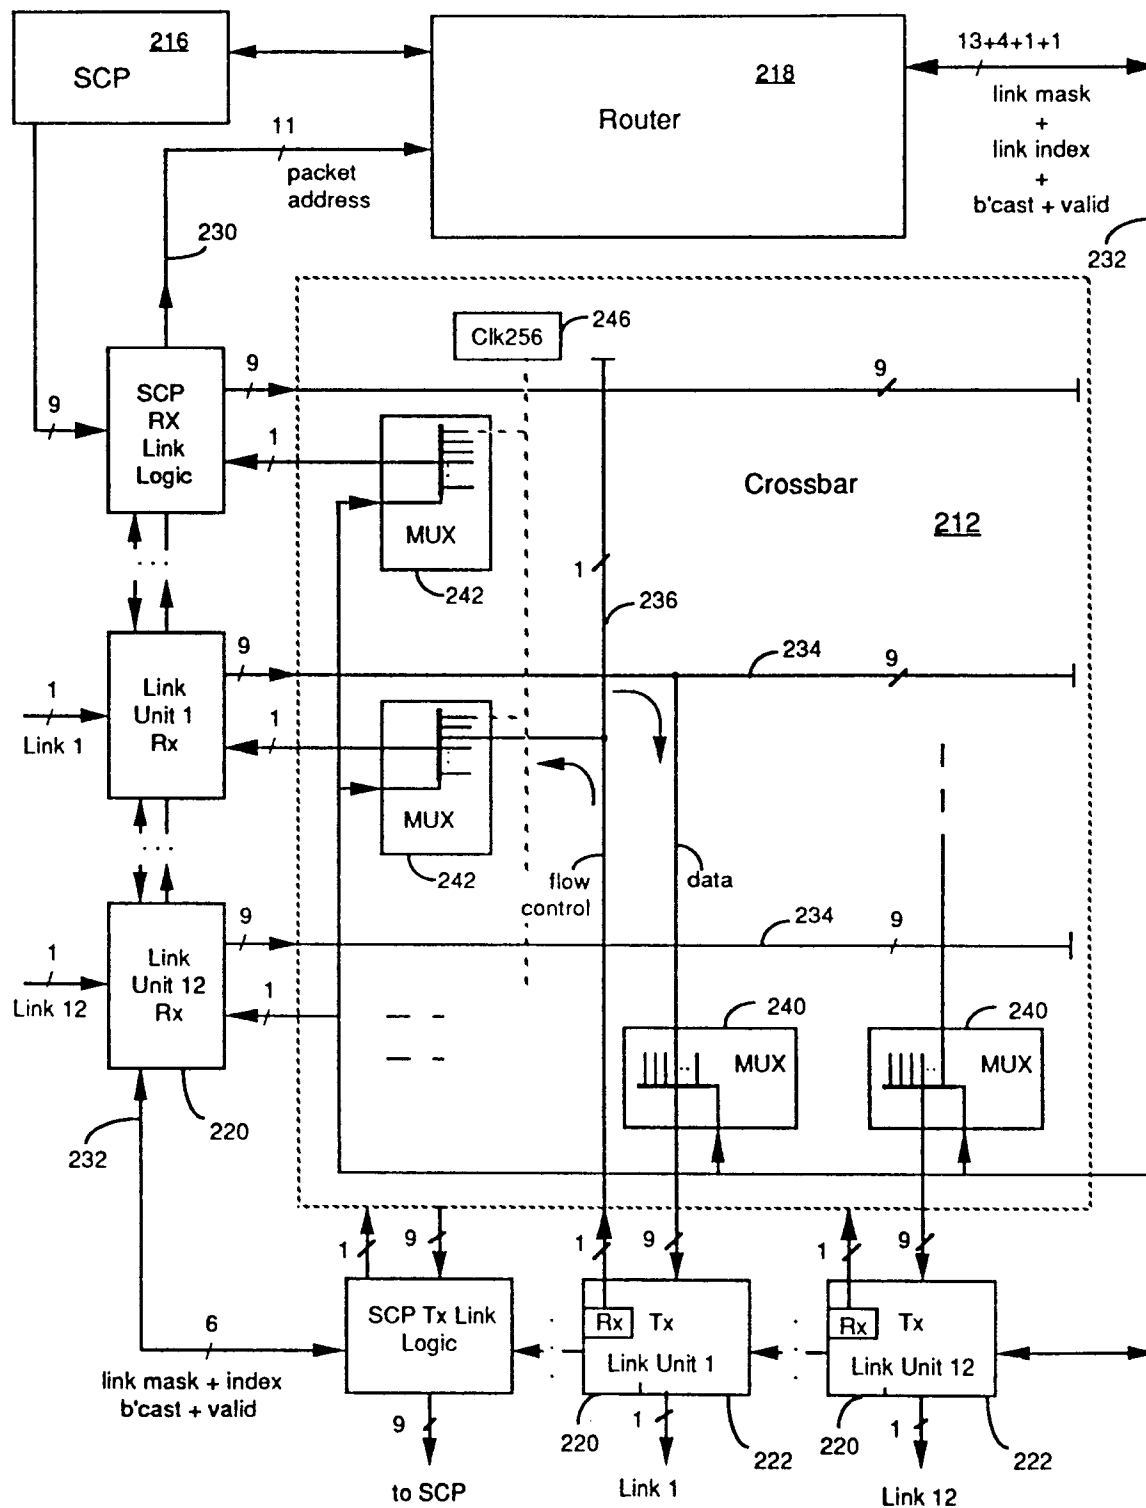 216
SCP
218
Router
13+4+1+1
link mask
+
link index
+
b'cast + valid
232
11
packet
address
230
Clk256
246
9
SCP
RX
Link
Logic
9
9
1
MUX
242
Crossbar
212
1
236
9
234
9
1
Link 1
Link
Unit 1
Rx
1
MUX
242
flow
control
data
9
234
9
1
Link 12
Link
Unit 12
Rx
1
240
MUX
240
MUX
220
232
1
9
1
9
1
9
SCP Tx Link
Logic
Rx
Tx
Link Unit 1
Rx
Tx
Link Unit 12
6
link mask + index
b'cast + valid
9
220
1
222
220
1
222
to SCP
Link 1
Link 12